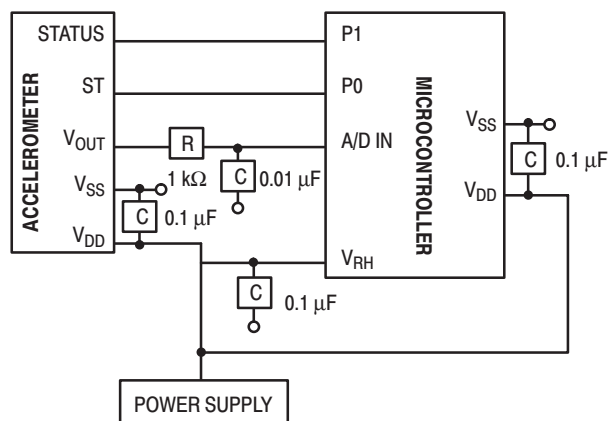 STATUS
ST
VOUT
VSS
VDD
ACCELEROMETER
R
1 kΩ
C
0.01 µF
C
0.1 µF
P1
P0
A/D IN
VRH
MICROCONTROLLER
VSS
VDD
C
0.1 µF
C
0.1 µF
POWER SUPPLY